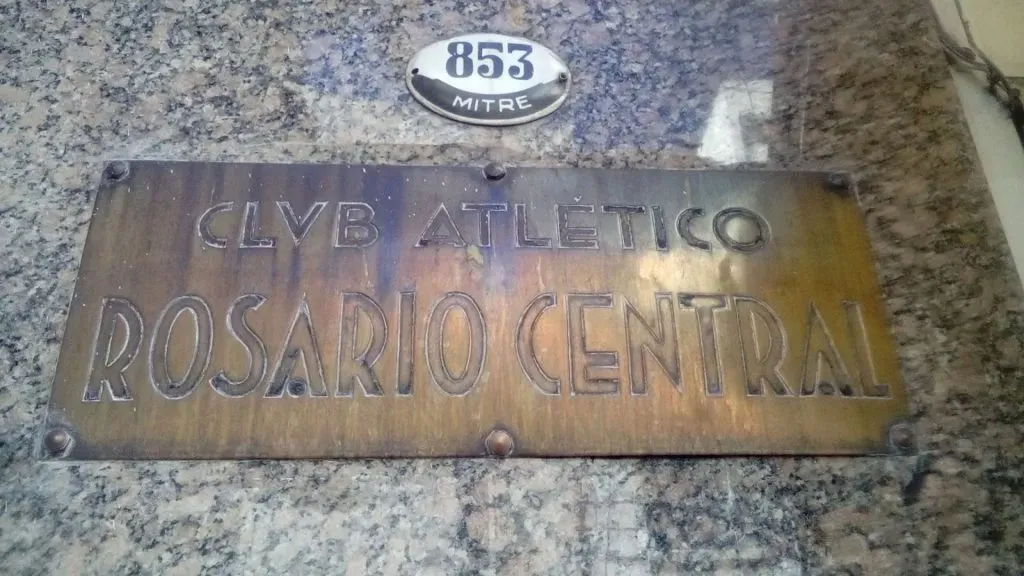 853
MITRE
CLVB ATLÉTICO
ROSARIO CENTRAL